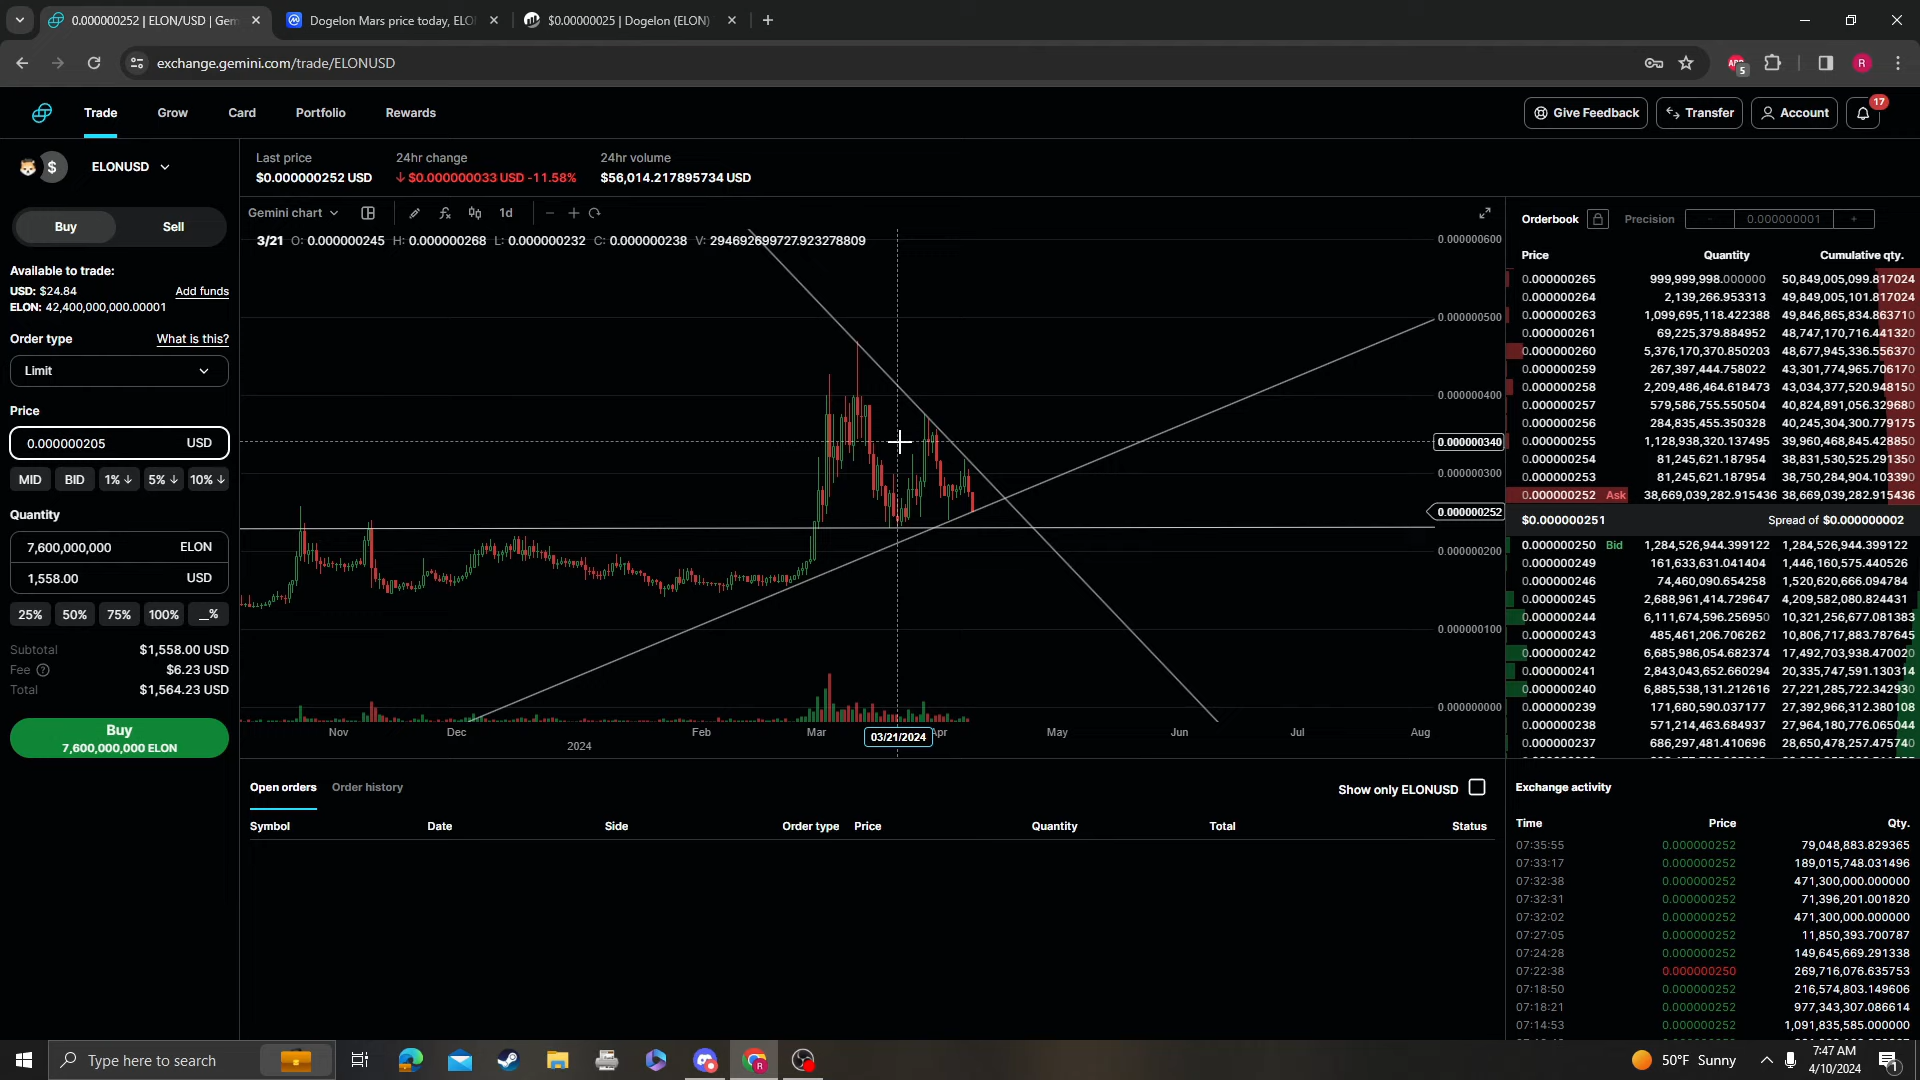 0.000000252 | ELON/USD | Gem
Dogelon Mars price today, ELO
$0.00000025 | Dogelon (ELON)
exchange.gemini.com/trade/ELONUSD
5
R
Trade
Grow
Card
Portfolio
Rewards
Give Feedback
Transfer
Account
17
$
ELONUSD
Last price
24hr change
24hr volume
$0.000000252 USD
$0.000000033 USD -11.58%
$56,014.217895734 USD
Buy
Sell
Available to trade:
USD: $24.84
Add funds
ELON: 42,400,000,000.00001
Order type
What is this?
Limit
Price
0.000000205
USD
MID
BID
1%
5%
10%
Quantity
7,600,000,000
ELON
1,558.00
USD
25%
50%
75%
100%
_%
Subtotal
$1,558.00 USD
Fee
$6.23 USD
Total
$1,564.23 USD
Buy
7,600,000,000 ELON
Gemini chart
1d
3/21 O: 0.000000245 H: 0.000000268 L: 0.000000232 C: 0.000000238 V: 294692699727.923278809
0.000000600
0.000000500
0.000000400
0.000000340
0.000000300
0.000000252
0.000000200
0.000000100
0.000000000
Nov
Dec
2024
Feb
Mar
03/21/2024
Apr
May
Jun
Jul
Aug
Orderbook
Precision
-
0.000000001
+
Price
Quantity
Cumulative qty.
0.000000265 999,999,998.000000 50,849,005,099.817024
0.000000264 2,139,266.953313 49,849,005,101.817024
0.000000263 1,099,695,118.422388 49,846,865,834.863710
0.000000261 69,225,379.884952 48,747,170,716.441320
0.000000260 5,376,170,370.850203 48,677,945,336.556370
0.000000259 267,397,444.758022 43,301,774,965.706170
0.000000258 2,209,486,464.618473 43,034,377,520.948150
0.000000257 579,586,755.550504 40,824,891,056.329680
0.000000256 284,835,455.350328 40,245,304,300.779175
0.000000255 1,128,938,320.137495 39,960,468,845.428850
0.000000254 81,245,621.187954 38,831,530,525.291350
0.000000253 81,245,621.187954 38,750,284,904.103390
0.000000252 Ask 38,669,039,282.915436 38,669,039,282.915436
$0.000000251
Spread of $0.000000002
0.000000250 Bid 1,284,526,944.399122 1,284,526,944.399122
0.000000249 161,633,631.041404 1,446,160,575.440526
0.000000246 74,460,090.654258 1,520,620,666.094784
0.000000245 2,688,961,414.729647 4,209,582,080.824431
0.000000244 6,111,674,596.256950 10,321,256,677.081383
0.000000243 485,461,206.706262 10,806,717,883.787645
0.000000242 6,685,986,054.682374 17,492,703,938.470020
0.000000241 2,843,043,652.660294 20,335,747,591.130314
0.000000240 6,885,538,131.212616 27,221,285,722.342930
0.000000239 171,680,590.037177 27,392,966,312.380108
0.000000238 571,214,463.684937 27,964,180,776.065044
0.000000237 686,297,481.410696 28,650,478,257.475740
Open orders
Order history
Show only ELONUSD
Symbol
Date
Side
Order type
Price
Quantity
Total
Status
Exchange activity
Time
Price
Qty.
07:35:55 0.000000252 79,048,883.829365
07:33:17 0.000000252 189,015,748.031496
07:32:38 0.000000252 471,300,000.000000
07:32:31 0.000000252 71,396,201.001820
07:32:02 0.000000252 471,300,000.000000
07:27:05 0.000000252 11,850,393.700787
07:24:28 0.000000252 149,645,669.291338
07:22:38 0.000000250 269,716,076.635753
07:18:50 0.000000252 216,574,803.149606
07:18:21 0.000000252 977,343,307.086614
07:14:53 0.000000252 1,091,835,585.000000
Type here to search
50°F Sunny
7:47 AM
4/10/2024
1